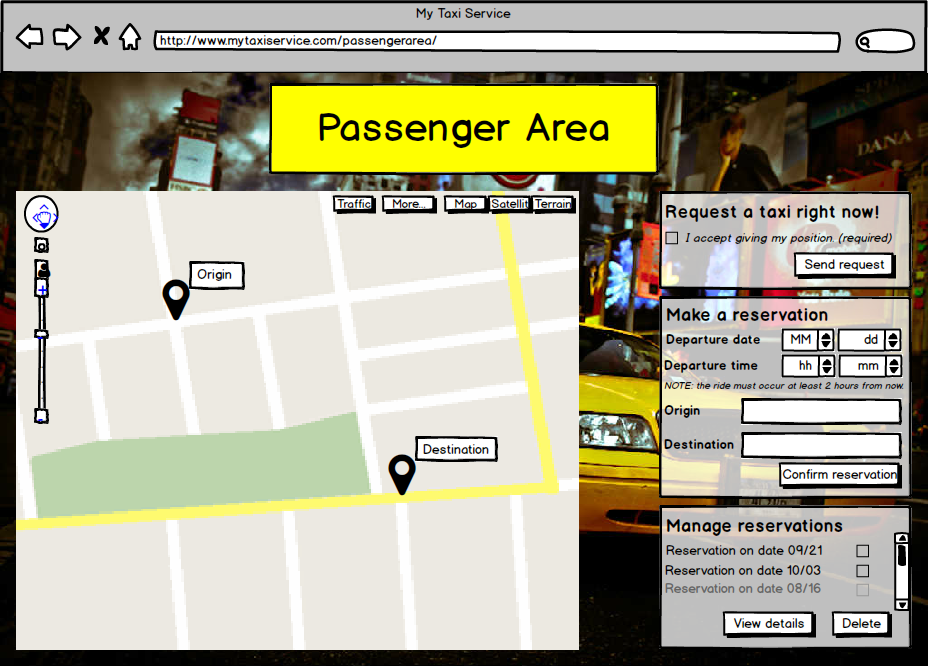 My Taxi Service
http://www.mytaxiservice.com/passengerarea/
Passenger Area
DANA
Traffic
More...
Map
Satellit
Terrain
Origin
Destination
Request a taxi right now!
I accept giving my position. (required)
Send request
Make a reservation
Departure date MM dd
Departure time hh mm
NOTE: the ride must occur at least 2 hours from now.
Origin
Destination
Confirm reservation
Manage reservations
Reservation on date 09/21
Reservation on date 10/03
Reservation on date 08/16
View details
Delete